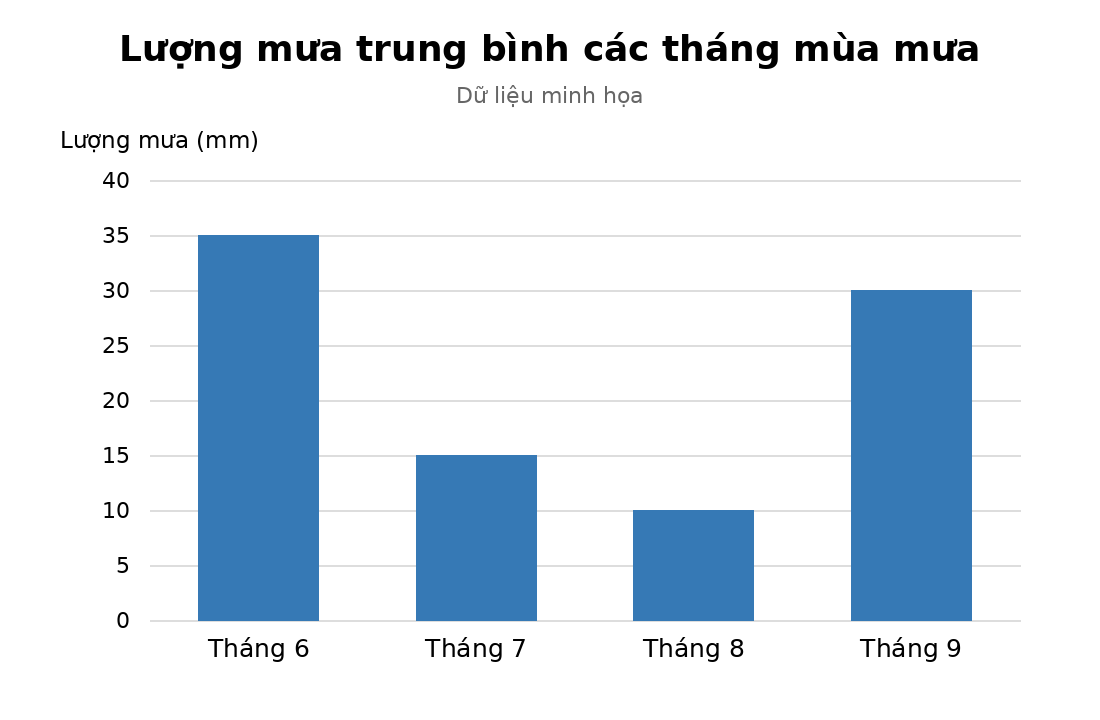 Lượng mưa trung bình các tháng mùa mưa
Dữ liệu minh họa
Lượng mưa (mm)
40
35
30
25
20
15
10
5
0
Tháng 6 Tháng 7 Tháng 8 Tháng 9